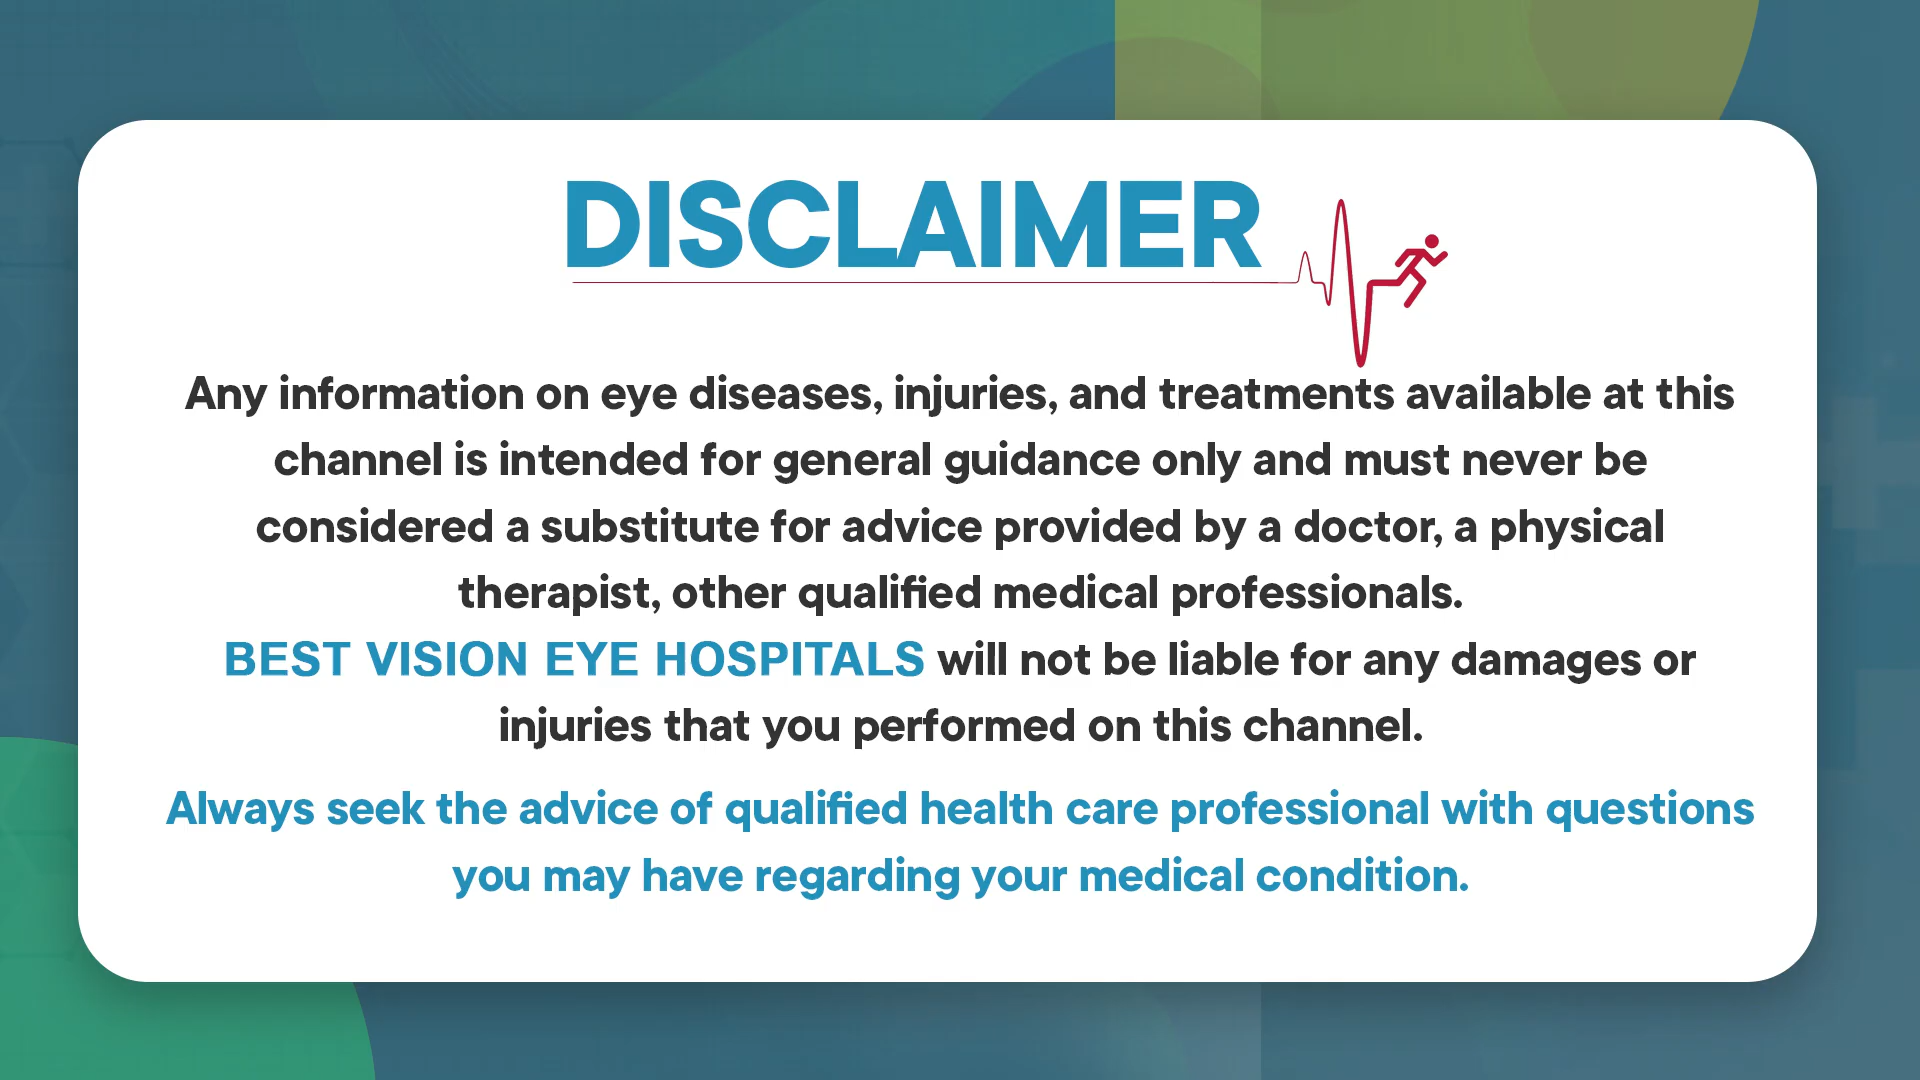 DISCLAIMER
Any information on eye diseases, injuries, and treatments available at this
channel is intended for general guidance only and must never be
considered a substitute for advice provided by a doctor, a physical
therapist, other qualified medical professionals.
BEST VISION EYE HOSPITALS will not be liable for any damages or
injuries that you performed on this channel.
Always seek the advice of qualified health care professional with questions
you may have regarding your medical condition.